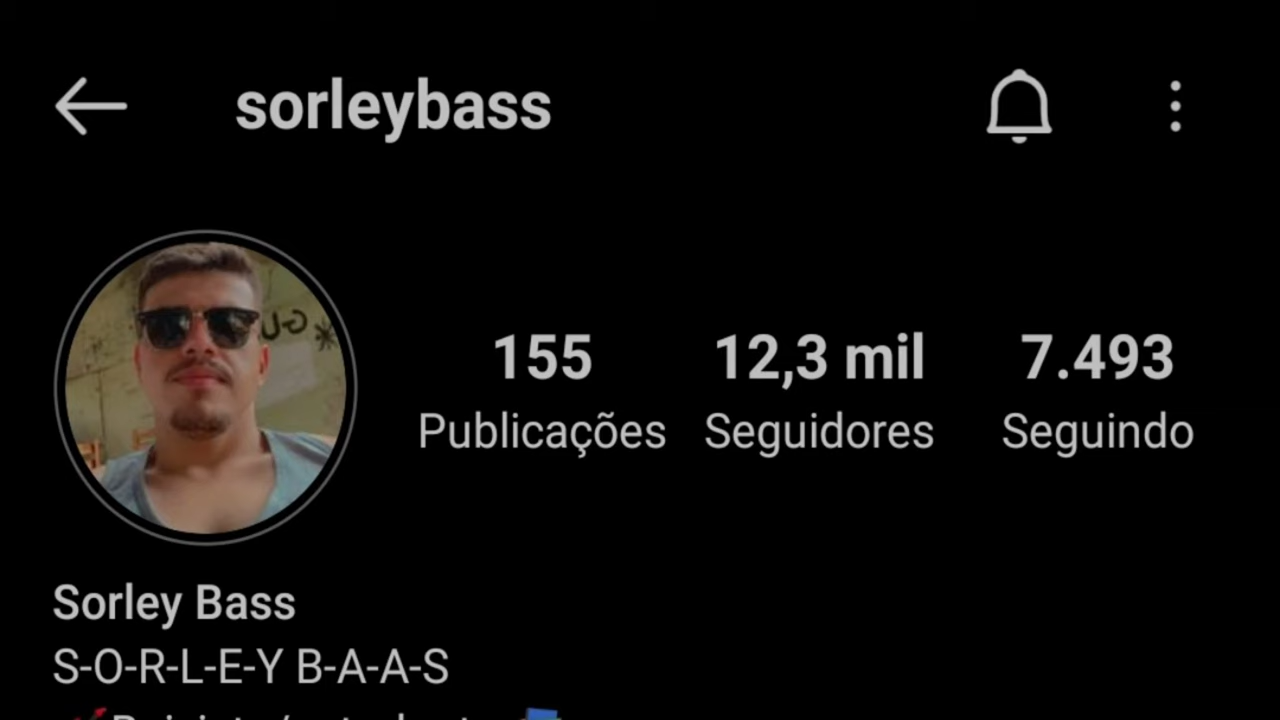 sorleybass
155 12,3 mil 7.493
Publicações Seguidores Seguindo
Sorley Bass
S-O-R-L-E-Y B-A-A-S